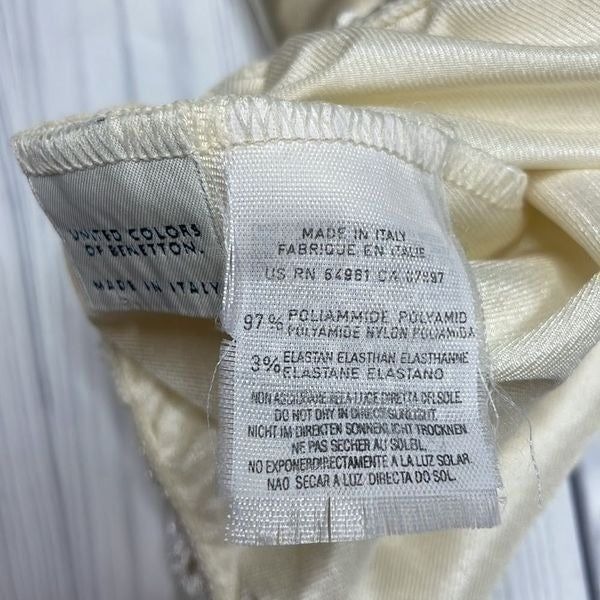 UNITED COLORS
OF BENETTON.
MADE IN ITALY
MADE IN ITALY
FABRIQUE EN ITALIE
US RN 64961 CA 07897
97% POLIAMMIDE POLYAMID
POLYAMIDE NYLON POLIAMIDA
3% ELASTAN ELASTHAN ELASTHANNE
ELASTANE ELASTANO
NON ASCIUGARE ALLA LUCE DIRETTA DEL SOLE.
DO NOT DRY IN DIRECT SUNLIGHT.
NICHT IM DIREKTEN SONNENLICHT TROCKNEN
NE PAS SECHER AU SOLEIL.
NO EXPONER DIRECTAMENTE A LA LUZ SOLAR.
NAO SECAR A LUZ DIRECTA DO SOL.